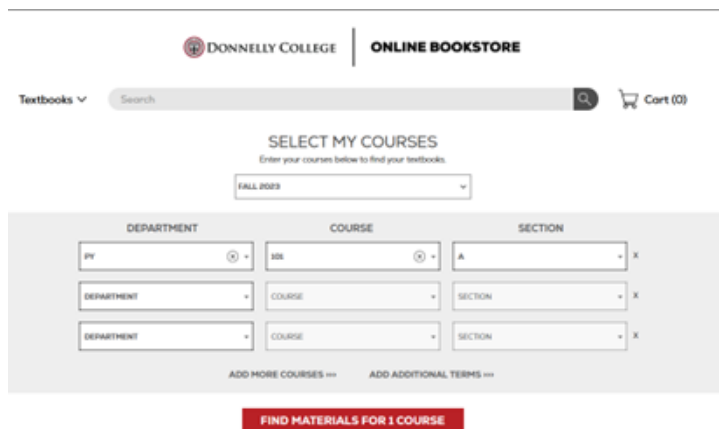 DONNELLY COLLEGE ONLINE BOOKSTORE
Textbooks Search Cart (0)
SELECT MY COURSES
Enter your courses below to find your textbooks.
FALL 2023
DEPARTMENT COURSE SECTION
PY 101 A X
DEPARTMENT COURSE SECTION X
DEPARTMENT COURSE SECTION X
ADD MORE COURSES >>> ADD ADDITIONAL TERMS >>>
FIND MATERIALS FOR 1 COURSE